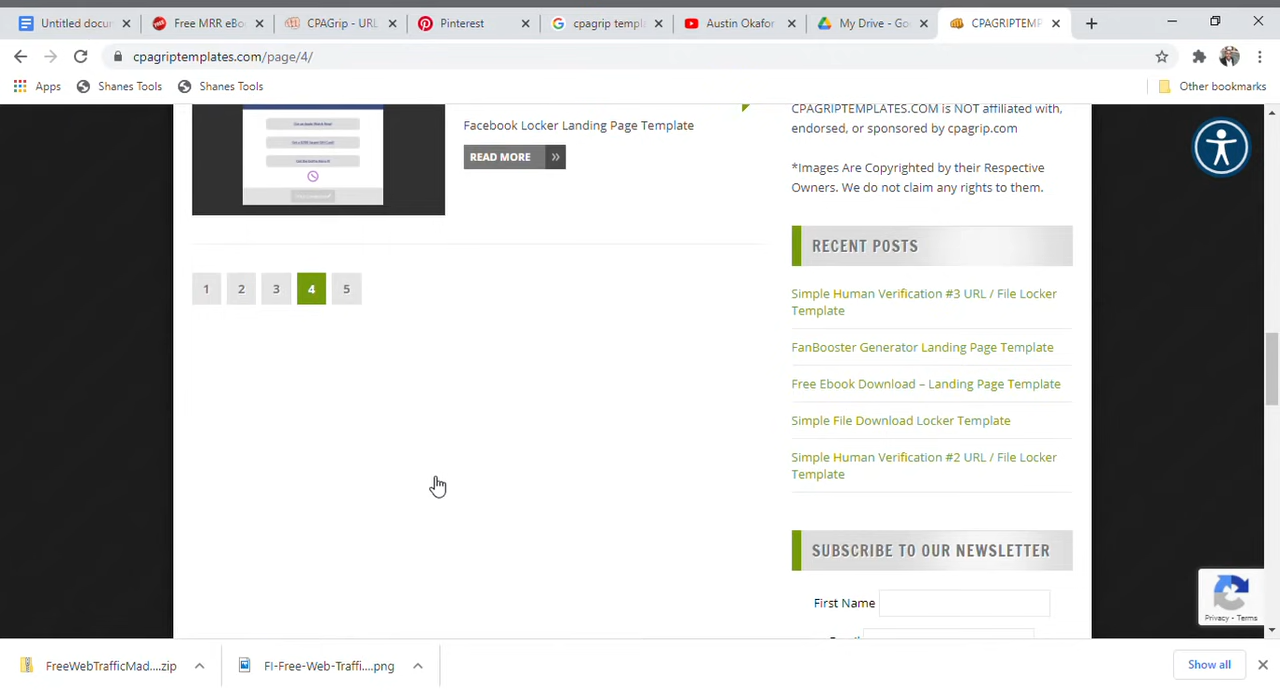 Untitled docu
Free MRR eBo
CPAGrip - URL
Pinterest
cpagrip templ
Austin Okafor
My Drive - Go
CPAGRIPTEMP
cpagriptemplates.com/page/4/
Apps
Shanes Tools
Shanes Tools
Other bookmarks
Facebook Locker Landing Page Template
READ MORE »
1 2 3 4 5
CPAGRIPTEMPLATES.COM is NOT affiliated with,
endorsed, or sponsored by cpagrip.com
*Images Are Copyrighted by their Respective
Owners. We do not claim any rights to them.
RECENT POSTS
Simple Human Verification #3 URL / File Locker
Template
FanBooster Generator Landing Page Template
Free Ebook Download – Landing Page Template
Simple File Download Locker Template
Simple Human Verification #2 URL / File Locker
Template
SUBSCRIBE TO OUR NEWSLETTER
First Name
Privacy - Terms
FreeWebTrafficMad....zip
FI-Free-Web-Traffi....png
Show all